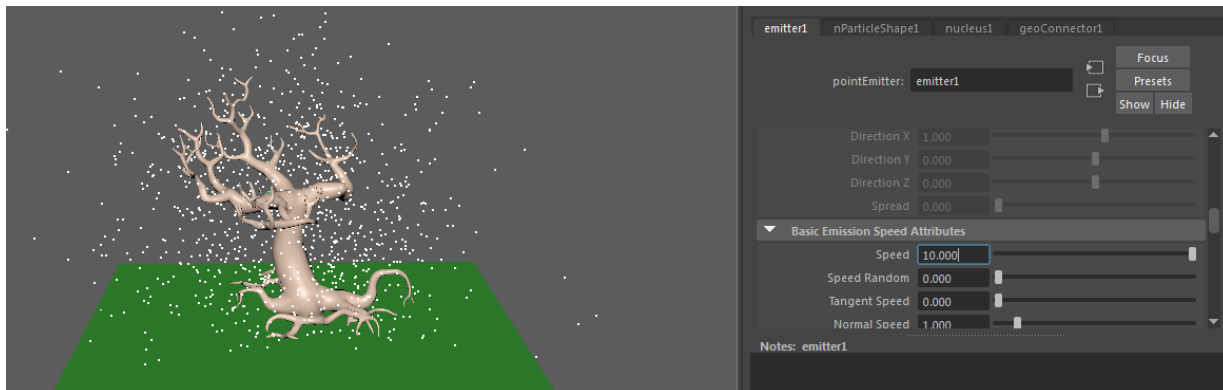 emitter1 nParticleShape1 nucleus1 geoConnector1
Focus
pointEmitter: emitter1
Presets
Show Hide
Direction X 1.000
Direction Y 0.000
Direction Z 0.000
Spread 0.000
Basic Emission Speed Attributes
Speed 10.000
Speed Random 0.000
Tangent Speed 0.000
Normal Speed 1.000
Notes: emitter1